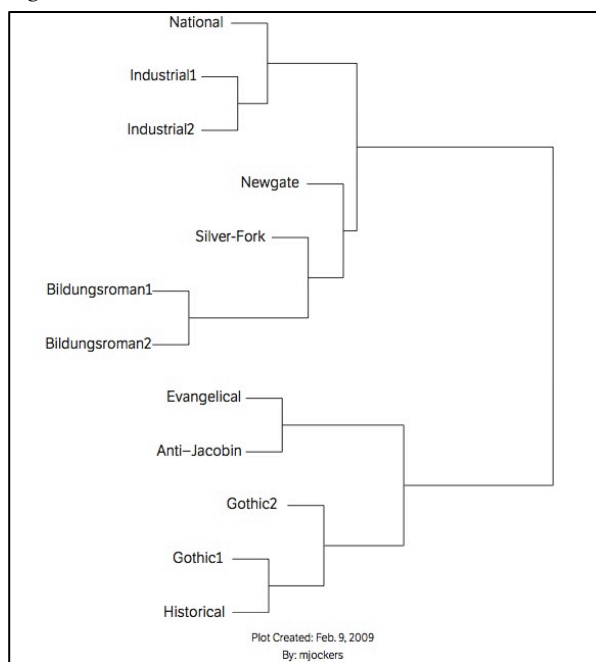 National
Industrial1
Industrial2
Newgate
Silver-Fork
Bildungsroman1
Bildungsroman2
Evangelical
Anti-Jacobin
Gothic2
Gothic1
Historical
Plot Created: Feb. 9, 2009
By: mjockers